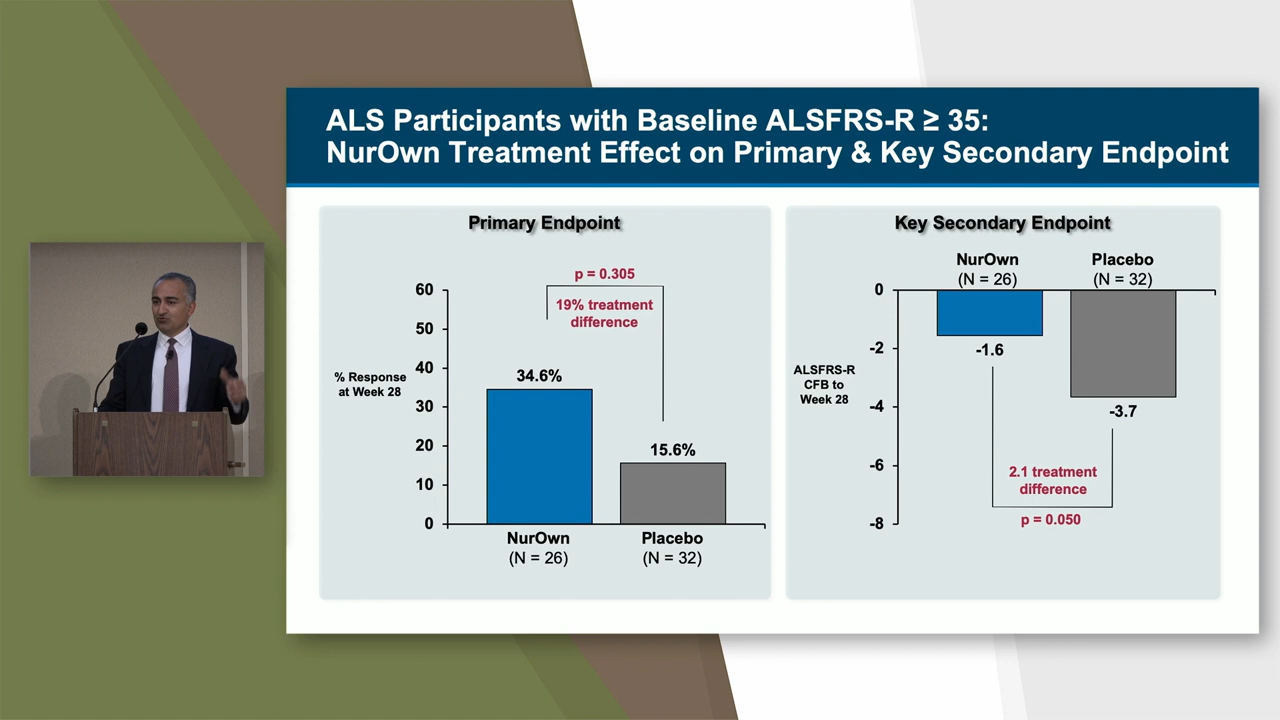 ALS Participants with Baseline ALSFRS-R ≥ 35:
NurOwn Treatment Effect on Primary & Key Secondary Endpoint
Primary Endpoint
p = 0.305
19% treatment
difference
60
50
40
30
20
10
0
% Response
at Week 28
34.6%
15.6%
NurOwn
(N = 26)
Placebo
(N = 32)
Key Secondary Endpoint
NurOwn
(N = 26)
Placebo
(N = 32)
0
-2
-4
-6
-8
ALSFRS-R
CFB to
Week 28
-1.6
-3.7
2.1 treatment
difference
p = 0.050